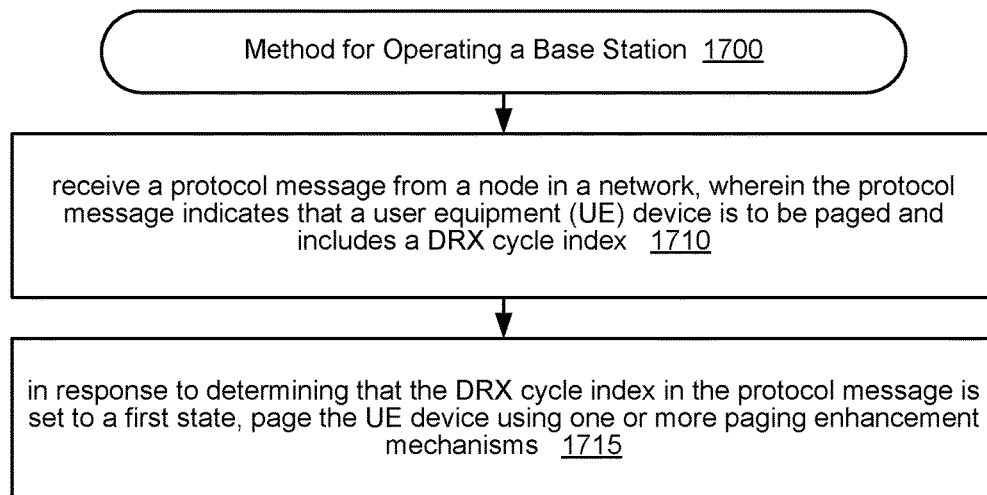 Method for Operating a Base Station 1700
receive a protocol message from a node in a network, wherein the protocol
message indicates that a user equipment (UE) device is to be paged and
includes a DRX cycle index 1710
in response to determining that the DRX cycle index in the protocol message is
set to a first state, page the UE device using one or more paging enhancement
mechanisms 1715